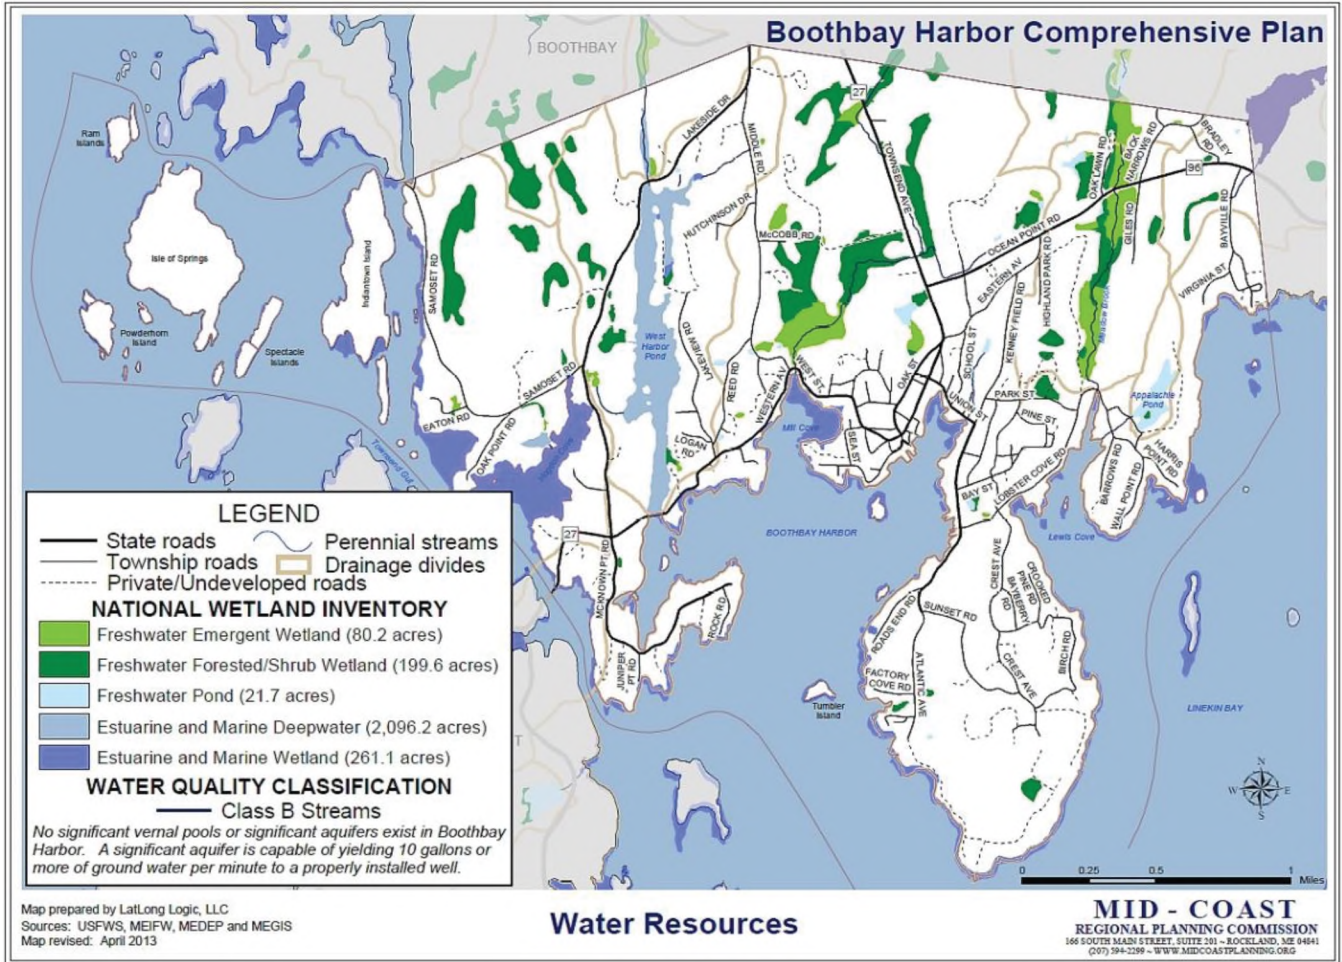 Boothbay Harbor Comprehensive Plan
BOOTHBAY
Ram
Islands
Isle of Springs
Indiantown Island
Powderhorn
Island
Spectacle
Islands
Townsend Gut
SAMOSET RD
LAKESIDE DR
MIDDLE RD
27
TOWNSEND AVE
HUTCHINSON DR
McCOBB RD
OAK LAWN RD
BACK
NARROWS RD
BRADLEY
RD
96
GILES RD
BAYVILLE RD
VIRGINIA ST
OCEAN POINT RD
EASTERN AV
HIGHLAND PARK RD
KENNEY FIELD RD
SCHOOL ST
Meadow Brook
West
Harbor
Pond
LAKEVIEW RD
REED RD
WESTERN AV
WEST ST
OAK ST
UNION ST
PARK ST
PINE ST
Appalachie
Pond
SAMOSET RD
EATON RD
OAK POINT RD
LOGAN
RD
Mill Cove
SEA ST
BAY ST
LOBSTER COVE RD
BARROWS RD
WALL POINT RD
HARRIS
POINT RD
BOOTHBAY HARBOR
Lewis Cove
27
MCKNOWN PT RD
ROCK RD
JUNIPER
PT RD
CREST AVE
CROOKED
PINE RD
BAYBERRY
RD
SUNSET RD
ROADS END RD
CREST AVE
BIRCH RD
FACTORY
COVE RD
ATLANTIC AVE
Tumbler
Island
LINEKIN BAY
LEGEND
State roads
Perennial streams
Township roads
Drainage divides
Private/Undeveloped roads
NATIONAL WETLAND INVENTORY
Freshwater Emergent Wetland (80.2 acres)
Freshwater Forested/Shrub Wetland (199.6 acres)
Freshwater Pond (21.7 acres)
Estuarine and Marine Deepwater (2,096.2 acres)
Estuarine and Marine Wetland (261.1 acres)
WATER QUALITY CLASSIFICATION
Class B Streams
No significant vernal pools or significant aquifers exist in Boothbay
Harbor. A significant aquifer is capable of yielding 10 gallons or
more of ground water per minute to a properly installed well.
T
N
W E
S
0 0.25 0.5 1
Miles
Map prepared by LatLong Logic, LLC
Sources: USFWS, MEIFW, MEDEP and MEGIS
Map revised: April 2013
Water Resources
MID - COAST
REGIONAL PLANNING COMMISSION
166 SOUTH MAIN STREET, SUITE 201 ~ ROCKLAND, ME 04841
(207) 594-2299 ~ WWW.MIDCOASTPLANNING.ORG